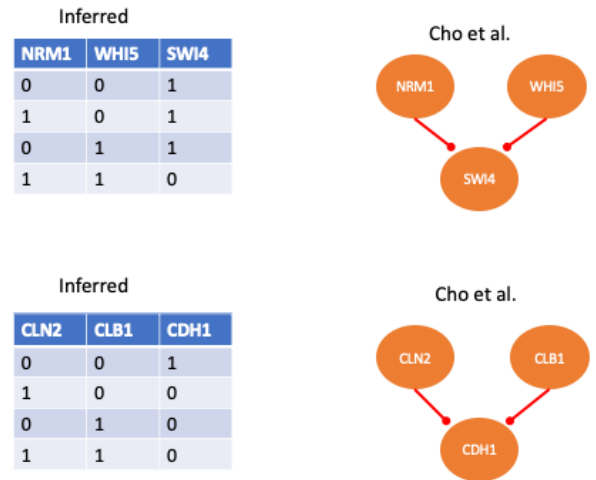 Inferred
NRM1 WHI5 SWI4
0 0 1
1 0 1
0 1 1
1 1 0
Cho et al.
NRM1 WHI5
SWI4
Inferred
CLN2 CLB1 CDH1
0 0 1
1 0 0
0 1 0
1 1 0
Cho et al.
CLN2 CLB1
CDH1